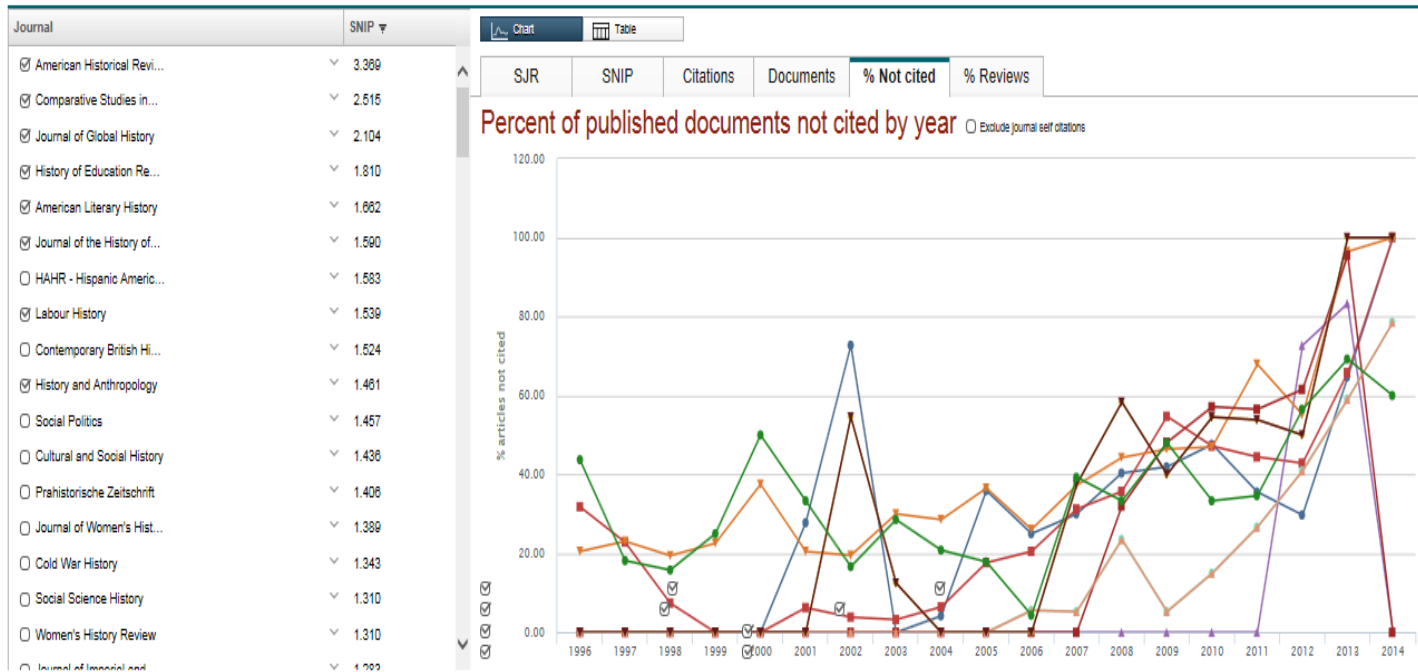 Journal SNIP
American Historical Revi... 3.369
Comparative Studies in... 2.515
Journal of Global History 2.104
History of Education Re... 1.810
American Literary History 1.662
Journal of the History of... 1.590
HAHR - Hispanic Americ... 1.583
Labour History 1.539
Contemporary British Hi... 1.524
History and Anthropology 1.461
Social Politics 1.457
Cultural and Social History 1.436
Prahistorische Zeitschrift 1.406
Journal of Women's Hist... 1.389
Cold War History 1.343
Social Science History 1.310
Women's History Review 1.310
Journal of Imperial and 1.283
Chart Table
SJR SNIP Citations Documents % Not cited % Reviews
Percent of published documents not cited by year Exclude journal self citations
120.00
100.00
80.00
60.00
40.00
20.00
0.00
% articles not cited
1996 1997 1998 1999 2000 2001 2002 2003 2004 2005 2006 2007 2008 2009 2010 2011 2012 2013 2014